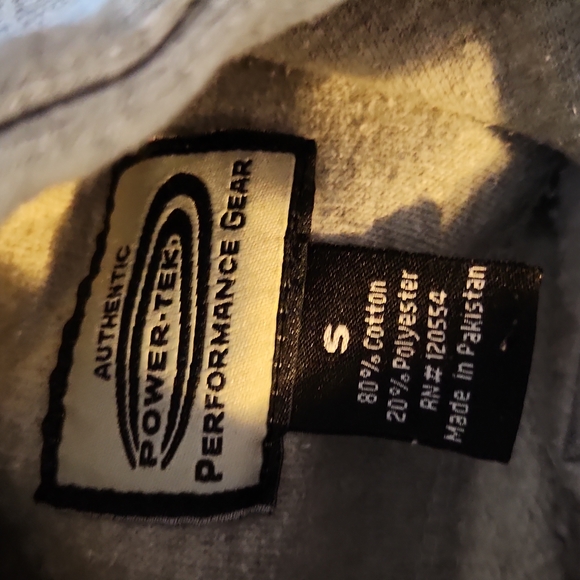 AUTHENTIC
POWER-TEK
PERFORMANCE GEAR
S
80% Cotton
20% Polyester
RN# 120554
Made in Pakistan